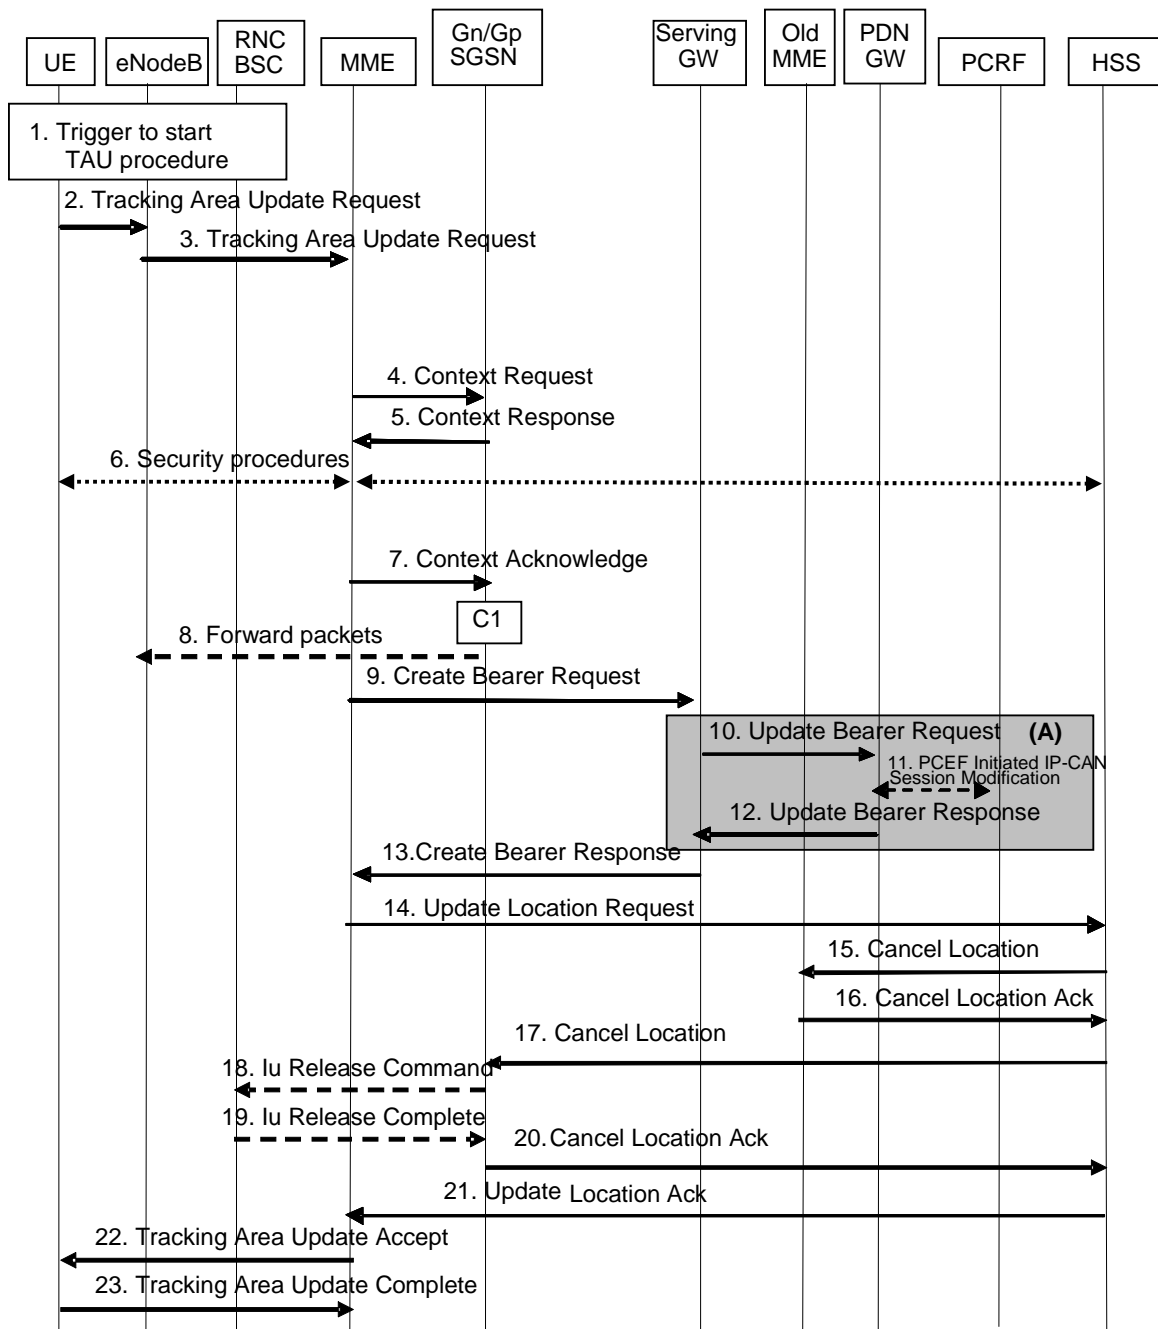 UE
eNodeB
RNC
BSC
MME
Gn/Gp
SGSN
Serving
GW
Old
MME
PDN
GW
PCRF
HSS
1. Trigger to start
TAU procedure
2. Tracking Area Update Request
3. Tracking Area Update Request
4. Context Request
5. Context Response
6. Security procedures
7. Context Acknowledge
C1
8. Forward packets
9. Create Bearer Request
10. Update Bearer Request (A)
11. PCEF Initiated IP-CAN
Session Modification
12. Update Bearer Response
13.Create Bearer Response
14. Update Location Request
15. Cancel Location
16. Cancel Location Ack
17. Cancel Location
18. Iu Release Command
19. Iu Release Complete
20. Cancel Location Ack
21. Update Location Ack
22. Tracking Area Update Accept
23. Tracking Area Update Complete